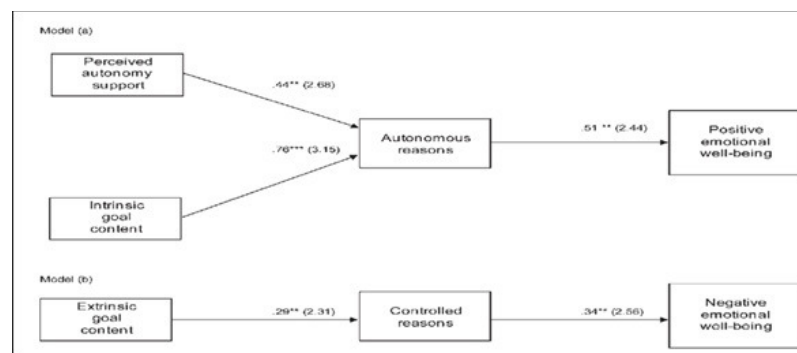 Model (a)
Perceived
autonomy
support
.44** (2.68)
Autonomous
reasons
.51 ** (2.44)
Positive
emotional
well-being
.76*** (3.15)
Intrinsic
goal
content
Model (b)
Extrinsic
goal
content
.29** (2.31)
Controlled
reasons
.34** (2.56)
Negative
emotional
well-being